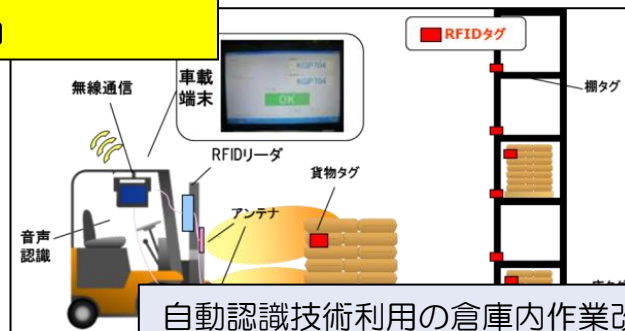 RFIDタグ
無線通信
車載
端末
KGP704
KGP704
OK
棚タグ
RFIDリーダ
貨物タグ
アンテナ
音声
認識
自動認識技術利用の倉庫内作業改